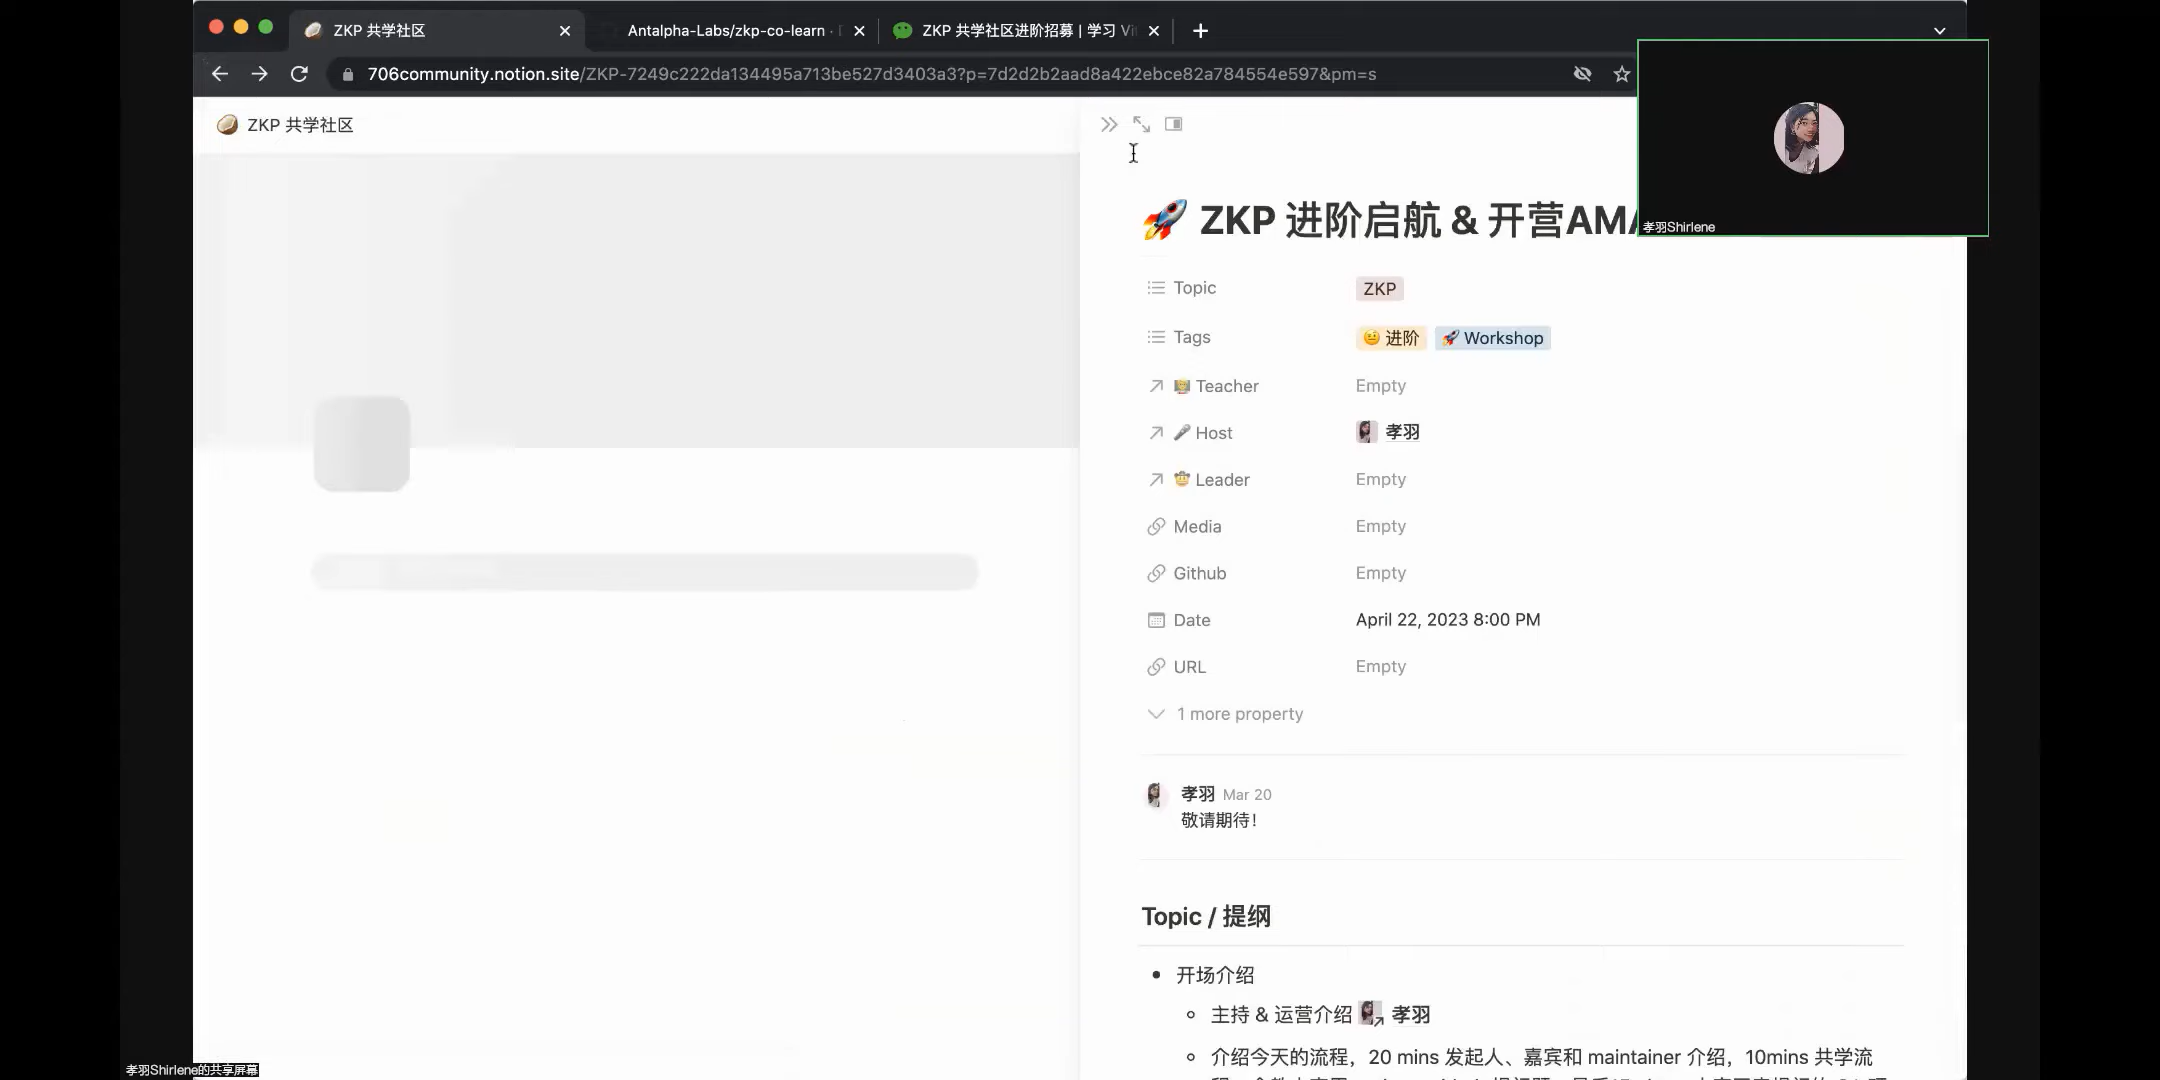 ZKP 共学社区
Antalpha-Labs/zkp-co-learn ·
ZKP 共学社区进阶招募 | 学习 Vi
706community.notion.site/ZKP-7249c222da134495a713be527d3403a3?p=7d2d2b2aad8a422ebce82a784554e597&pm=s
ZKP 共学社区
孝羽Shirlene
🚀 ZKP 进阶启航 & 开营AMA
Topic ZKP
Tags 进阶 Workshop
Teacher Empty
Host 孝羽
Leader Empty
Media Empty
Github Empty
Date April 22, 2023 8:00 PM
URL Empty
1 more property
孝羽 Mar 20
敬请期待！
Topic / 提纲
• 开场介绍
◦ 主持 & 运营介绍 孝羽
◦ 介绍今天的流程，20 mins 发起人、嘉宾和 maintainer 介绍，10mins 共学流
孝羽Shirlene的共享屏幕